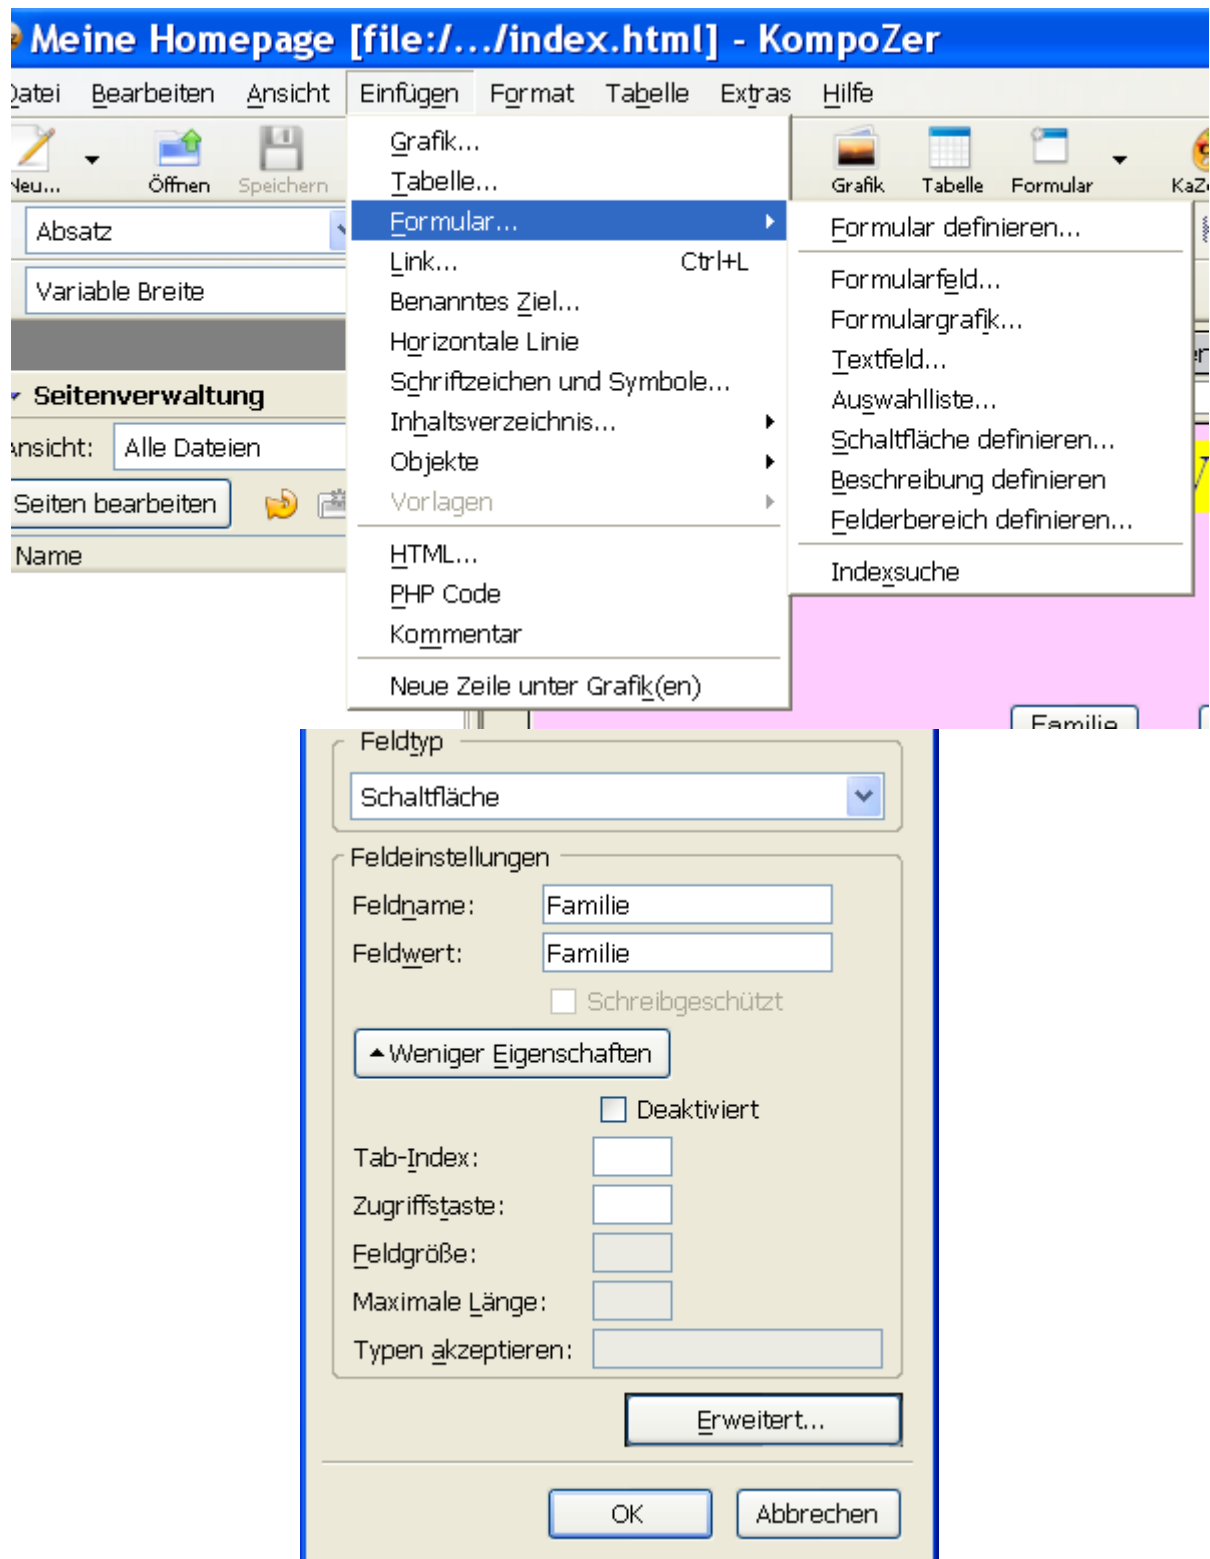 Meine Homepage [file:/.../index.html] - KompoZer
Datei Bearbeiten Ansicht Einfügen Format Tabelle Extras Hilfe
Grafik...
Tabelle...
Formular...
Link... Ctrl+L
Benanntes Ziel...
Horizontale Linie
Schriftzeichen und Symbole...
Inhaltsverzeichnis...
Objekte
Vorlagen
HTML...
PHP Code
Kommentar
Neue Zeile unter Grafik(en)
Neu... Öffnen Speichern
Grafik Tabelle Formular
Absatz
Variable Breite
Seitenverwaltung
Ansicht: Alle Dateien
Seiten bearbeiten
Name
Formular definieren...
Formularfeld...
Formulargrafik...
Textfeld...
Auswahlliste...
Schaltfläche definieren...
Beschreibung definieren
Felderbereich definieren...
Indexsuche
Familie
Feldtyp
Schaltfläche
Feldeinstellungen
Feldname: Familie
Feldwert: Familie
Schreibgeschützt
Weniger Eigenschaften
Deaktiviert
Tab-Index:
Zugriffstaste:
Feldgröße:
Maximale Länge:
Typen akzeptieren:
Erweitert...
OK Abbrechen